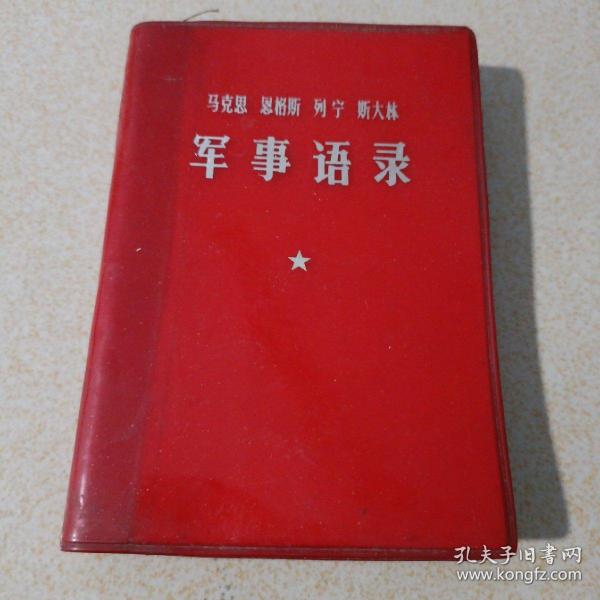 马克思 恩格斯 列宁 斯大林
军事语录
孔夫子旧书网
www.kongfz.com